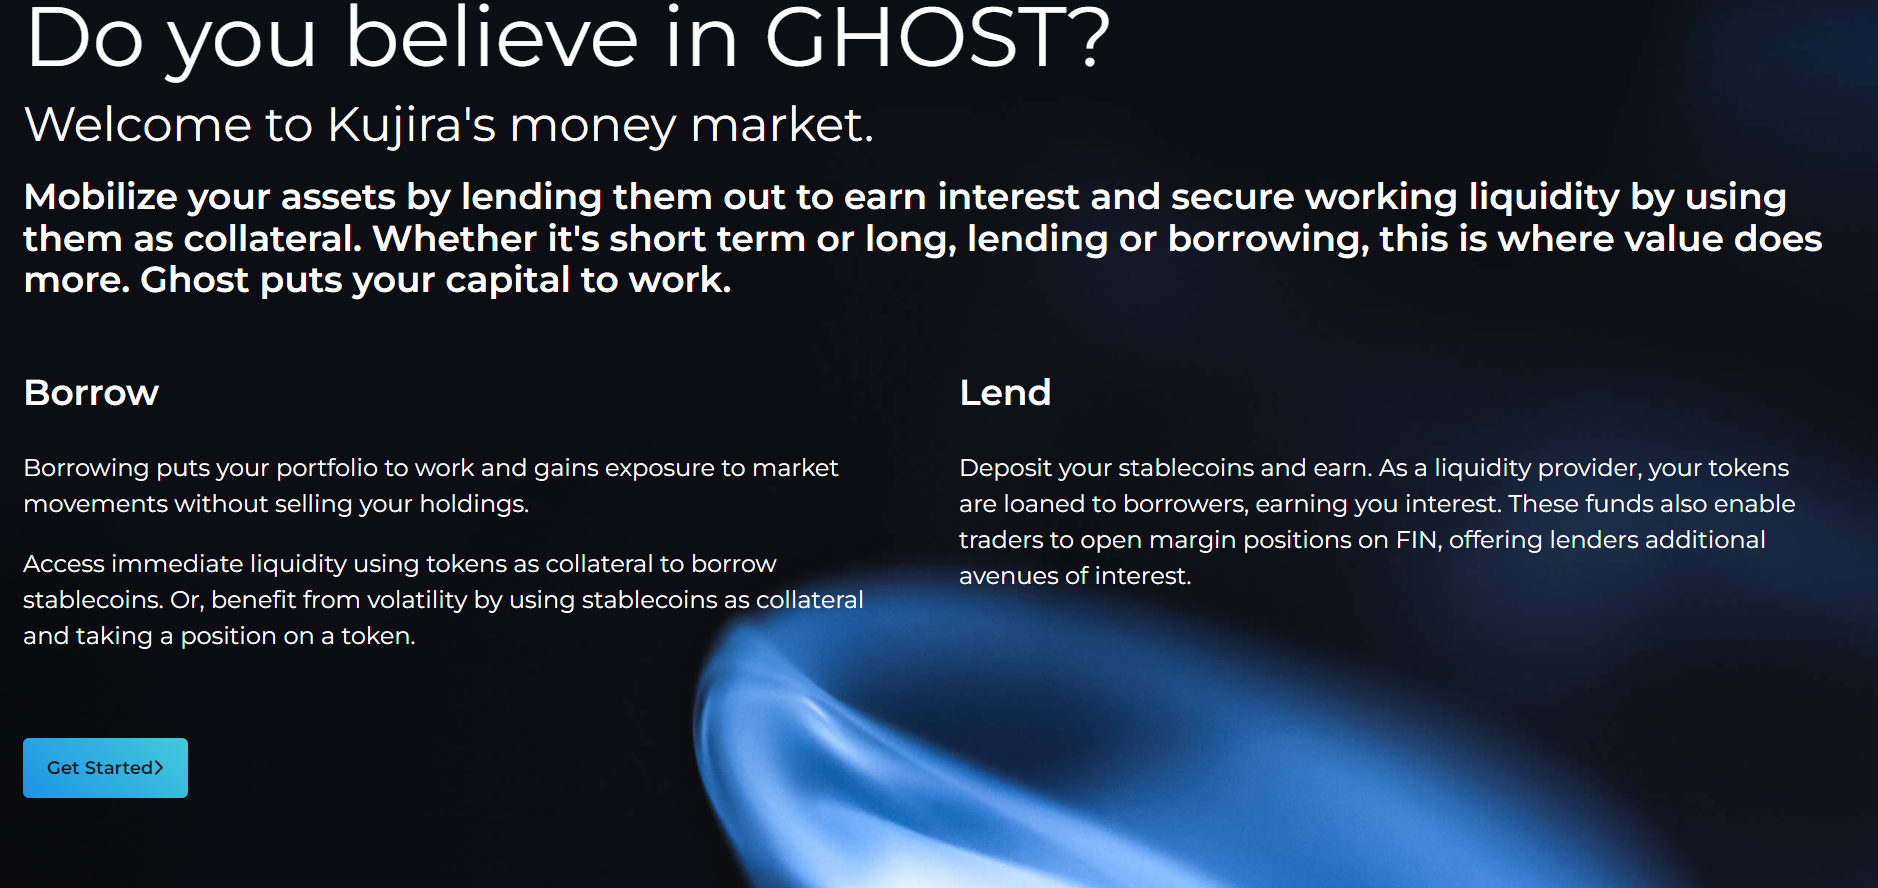 Do you believe in GHOST?
Welcome to Kujira's money market.
Mobilize your assets by lending them out to earn interest and secure working liquidity by using
them as collateral. Whether it's short term or long, lending or borrowing, this is where value does
more. Ghost puts your capital to work.
Borrow
Borrowing puts your portfolio to work and gains exposure to market
movements without selling your holdings.
Access immediate liquidity using tokens as collateral to borrow
stablecoins. Or, benefit from volatility by using stablecoins as collateral
and taking a position on a token.
Lend
Deposit your stablecoins and earn. As a liquidity provider, your tokens
are loaned to borrowers, earning you interest. These funds also enable
traders to open margin positions on FIN, offering lenders additional
avenues of interest.
Get Started